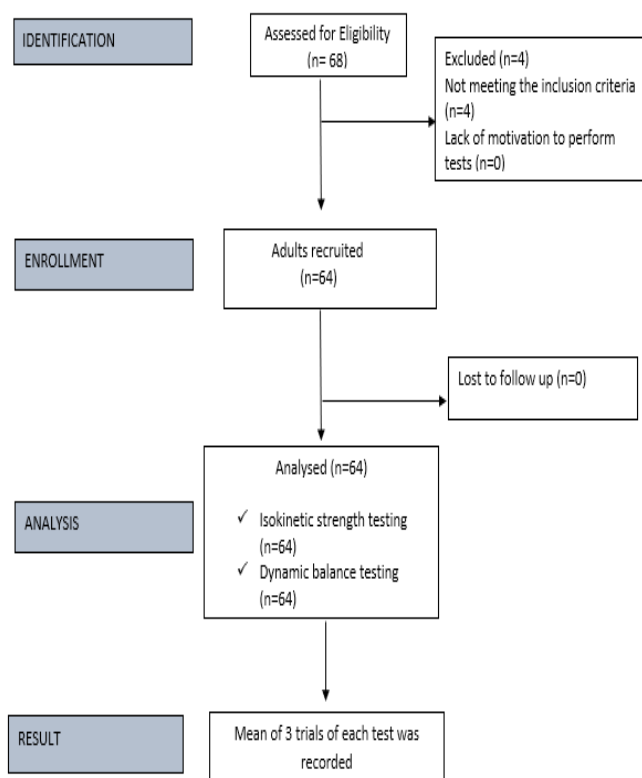 IDENTIFICATION
Assessed for Eligibility
(n= 68)
Excluded (n=4)
Not meeting the inclusion criteria
(n=4)
Lack of motivation to perform
tests (n=0)
ENROLLMENT
Adults recruited
(n=64)
Lost to follow up (n=0)
ANALYSIS
Analysed (n=64)
✓ Isokinetic strength testing
(n=64)
✓ Dynamic balance testing
(n=64)
RESULT
Mean of 3 trials of each test was
recorded